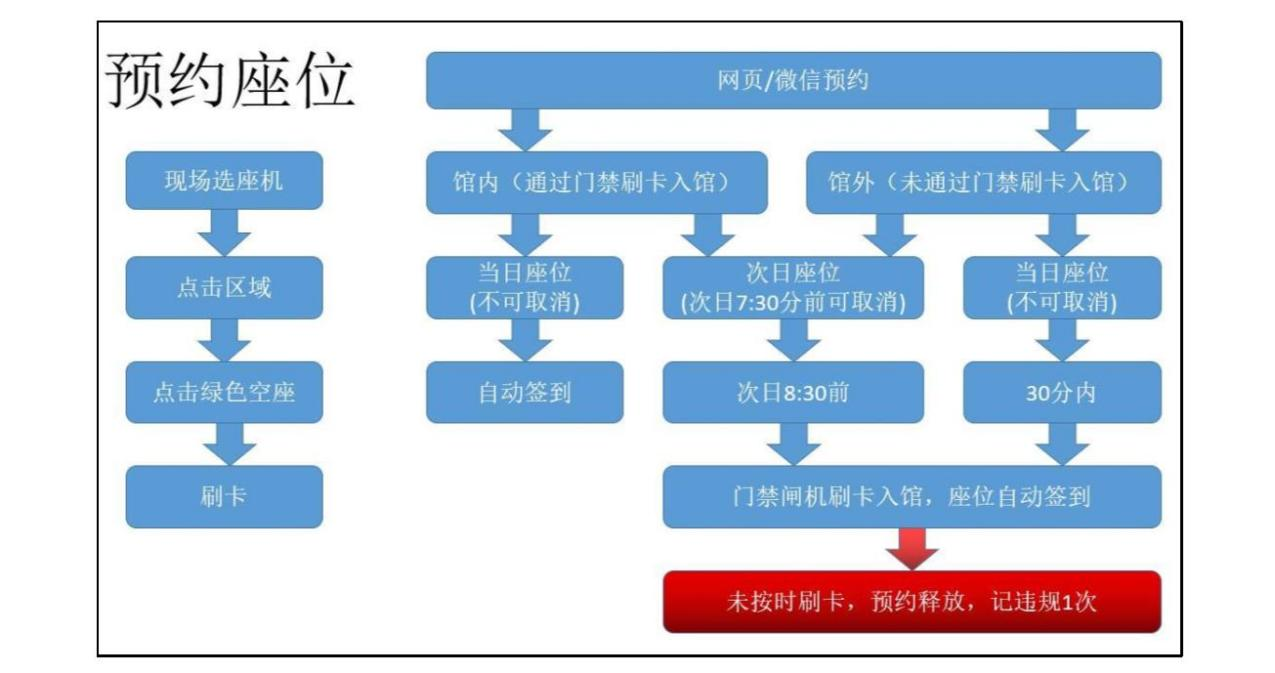 预约座位
网页/微信预约
现场选座机
馆内（通过门禁刷卡入馆）
馆外（未通过门禁刷卡入馆）
点击区域
当日座位
(不可取消)
次日座位
(次日7:30分前可取消)
当日座位
(不可取消)
点击绿色空座
自动签到
次日8:30前
30分内
刷卡
门禁闸机刷卡入馆，座位自动签到
未按时刷卡，预约释放，记违规1次